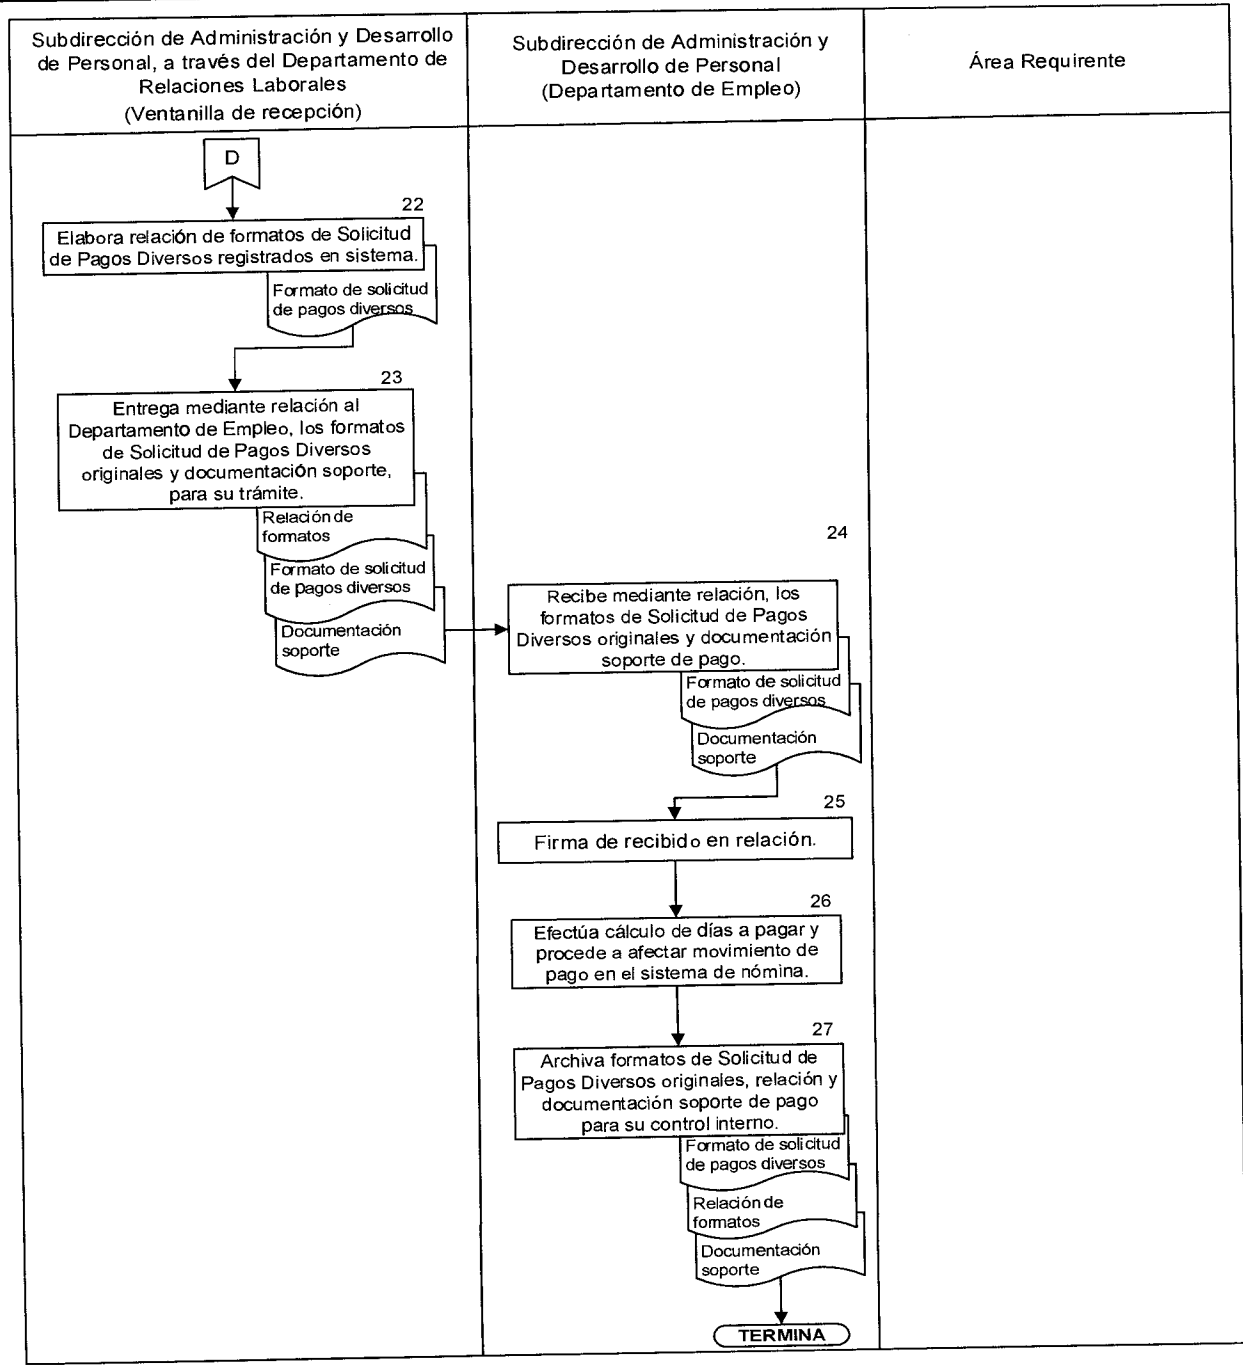 Subdirección de Administración y Desarrollo
de Personal, a través del Departamento de
Relaciones Laborales
(Ventanilla de recepción)
Subdirección de Administración y
Desarrollo de Personal
(Departamento de Empleo)
Área Requirente
D
22
Elabora relación de formatos de Solicitud
de Pagos Diversos registrados en sistema.
Formato de solicitud
de pagos diversos
23
Entrega mediante relación al
Departamento de Empleo, los formatos
de Solicitud de Pagos Diversos
originales y documentación soporte,
para su trámite.
Relación de
formatos
Formato de solicitud
de pagos diversos
Documentación
soporte
24
Recibe mediante relación, los
formatos de Solicitud de Pagos
Diversos originales y documentación
soporte de pago.
Formato de solicitud
de pagos diversos
Documentación
soporte
25
Firma de recibido en relación.
26
Efectúa cálculo de días a pagar y
procede a afectar movimiento de
pago en el sistema de nómina.
27
Archiva formatos de Solicitud de
Pagos Diversos originales, relación y
documentación soporte de pago
para su control interno.
Formato de solicitud
de pagos diversos
Relación de
formatos
Documentación
soporte
TERMINA